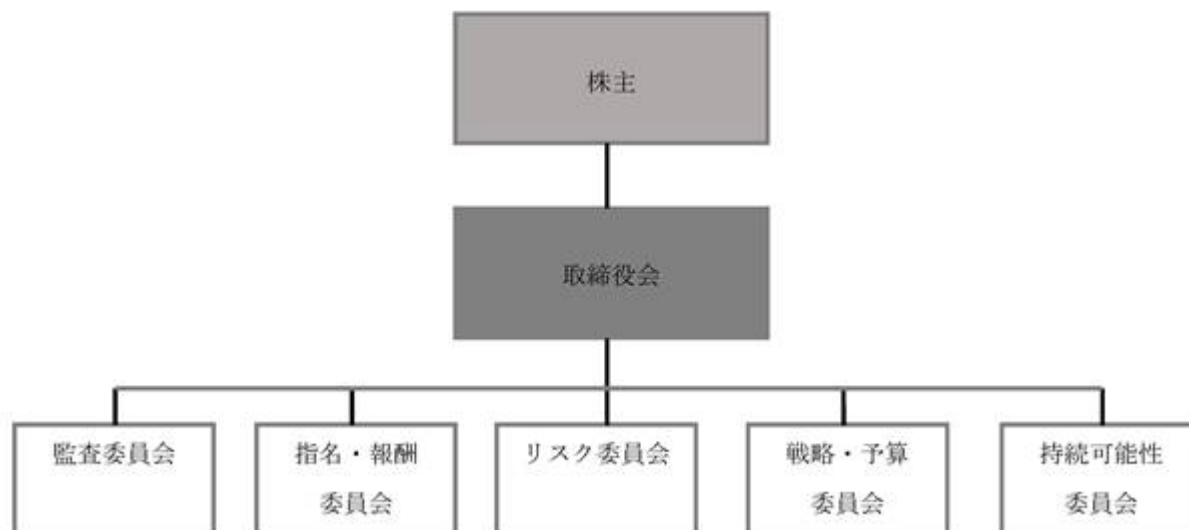 株主
取締役会
監査委員会
指名・報酬
委員会
リスク委員会
戦略・予算
委員会
持続可能性
委員会